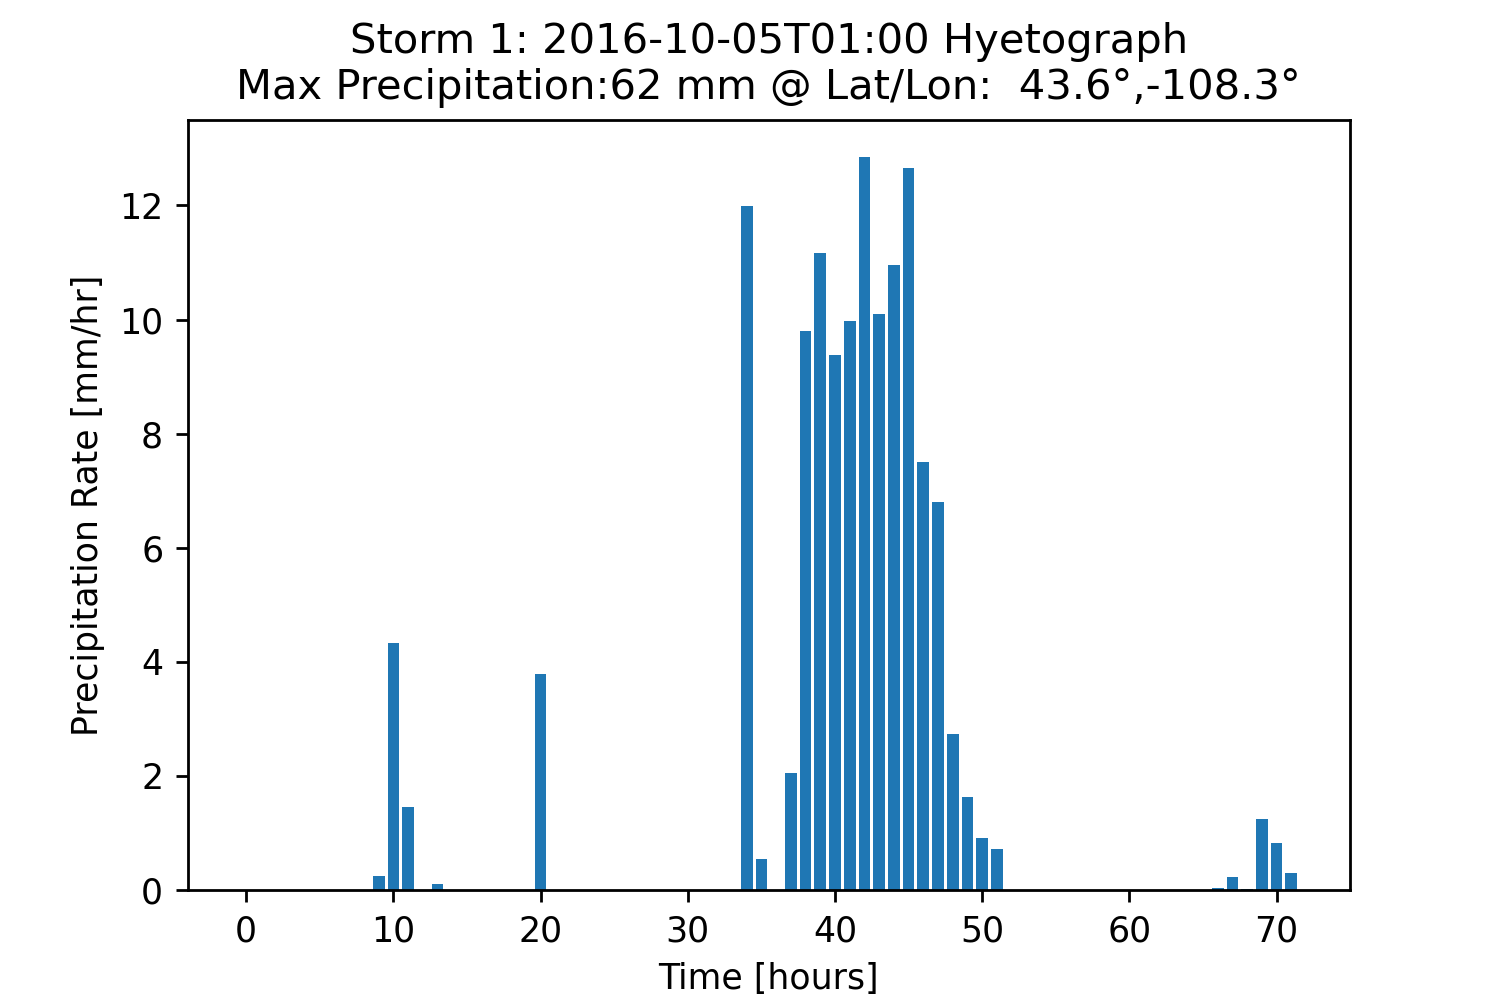 Storm 1: 2016-10-05T01:00 Hyetograph
Max Precipitation:62 mm @ Lat/Lon:  43.6°,-108.3°
12
10
8
6
4
2
0
Precipitation Rate [mm/hr]
0 10 20 30 40 50 60 70
Time [hours]